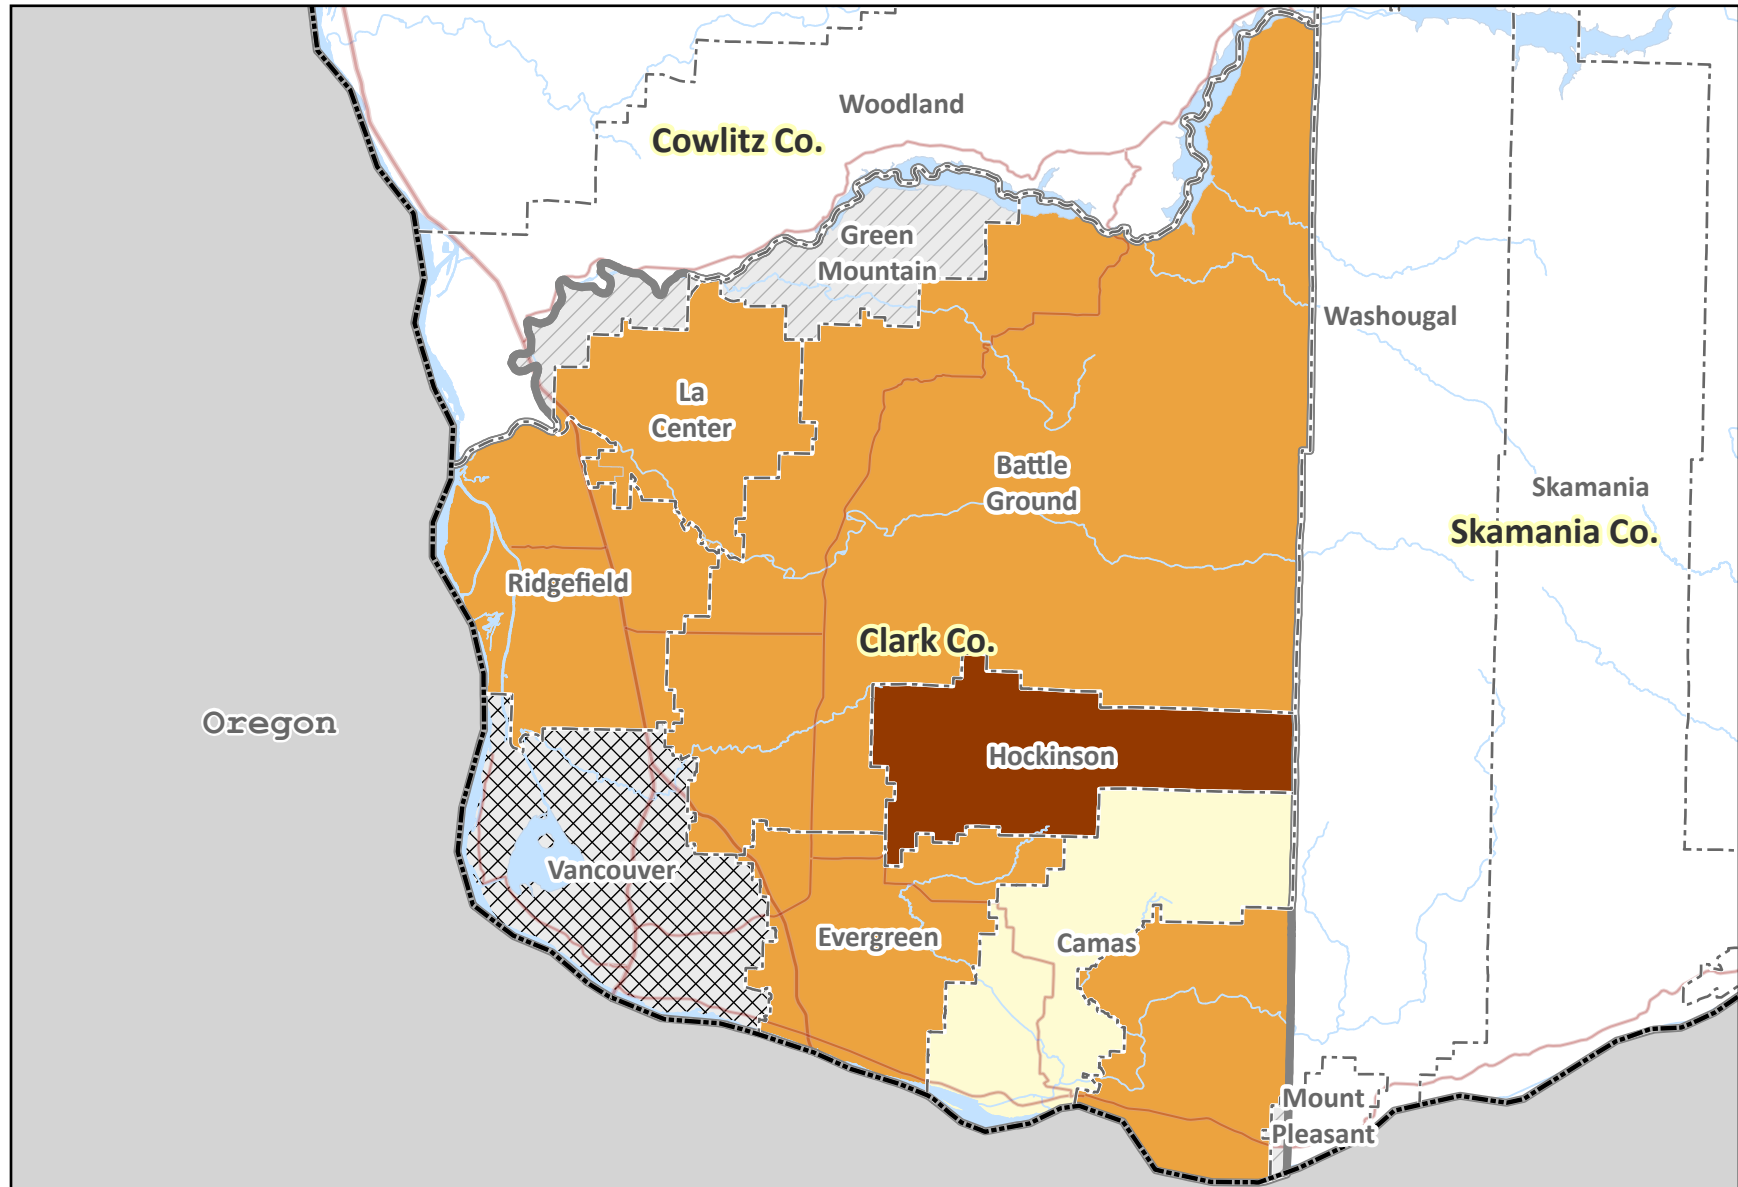 Woodland
Cowlitz Co.
Green
Mountain
Washougal
La
Center
Battle
Ground
Skamania
Skamania Co.
Ridgefield
Clark Co.
Oregon
Hockinson
Vancouver
Evergreen
Camas
Mount
Pleasant